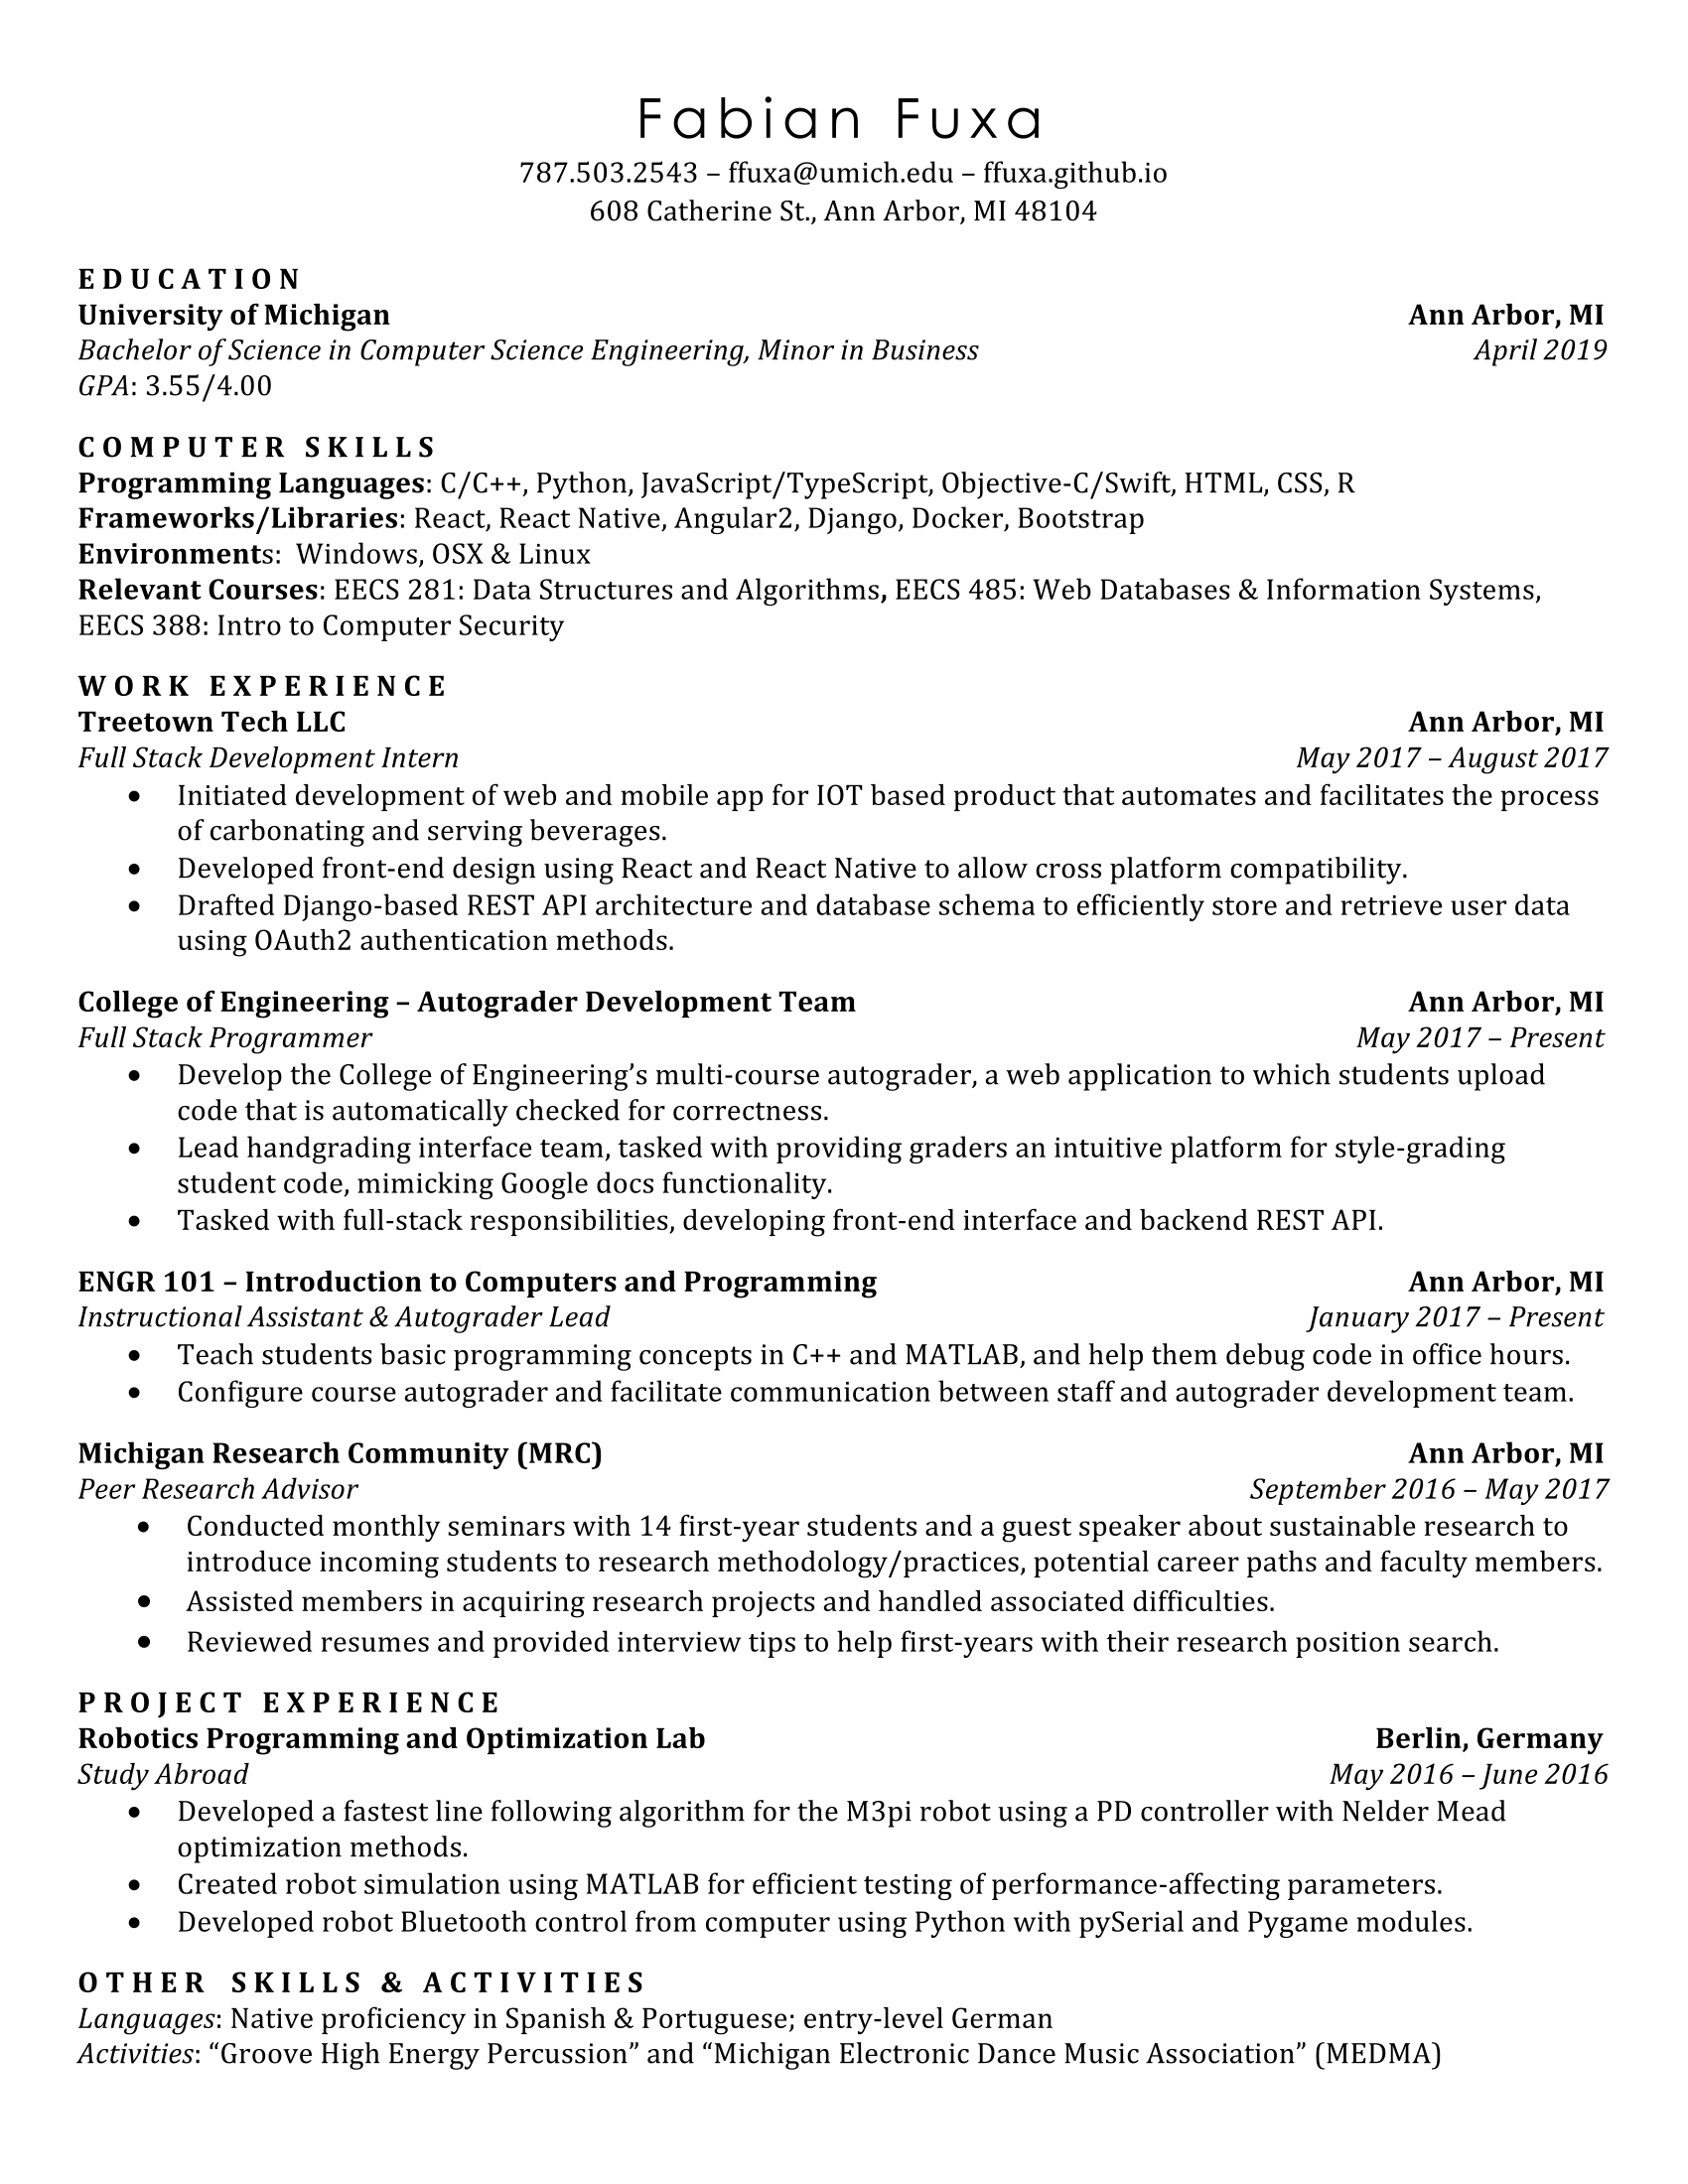 Fabian Fuxa
787.503.2543 – ffuxa@umich.edu – ffuxa.github.io
608 Catherine St., Ann Arbor, MI 48104
EDUCATION
University of Michigan Ann Arbor, MI
Bachelor of Science in Computer Science Engineering, Minor in Business April 2019
GPA: 3.55/4.00
COMPUTER SKILLS
Programming Languages: C/C++, Python, JavaScript/TypeScript, Objective-C/Swift, HTML, CSS, R
Frameworks/Libraries: React, React Native, Angular2, Django, Docker, Bootstrap
Environments: Windows, OSX & Linux
Relevant Courses: EECS 281: Data Structures and Algorithms, EECS 485: Web Databases & Information Systems,
EECS 388: Intro to Computer Security
WORK EXPERIENCE
Treetown Tech LLC Ann Arbor, MI
Full Stack Development Intern May 2017 – August 2017
• Initiated development of web and mobile app for IOT based product that automates and facilitates the process
of carbonating and serving beverages.
• Developed front-end design using React and React Native to allow cross platform compatibility.
• Drafted Django-based REST API architecture and database schema to efficiently store and retrieve user data
using OAuth2 authentication methods.
College of Engineering – Autograder Development Team Ann Arbor, MI
Full Stack Programmer May 2017 – Present
• Develop the College of Engineering’s multi-course autograder, a web application to which students upload
code that is automatically checked for correctness.
• Lead handgrading interface team, tasked with providing graders an intuitive platform for style-grading
student code, mimicking Google docs functionality.
• Tasked with full-stack responsibilities, developing front-end interface and backend REST API.
ENGR 101 – Introduction to Computers and Programming Ann Arbor, MI
Instructional Assistant & Autograder Lead January 2017 – Present
• Teach students basic programming concepts in C++ and MATLAB, and help them debug code in office hours.
• Configure course autograder and facilitate communication between staff and autograder development team.
Michigan Research Community (MRC) Ann Arbor, MI
Peer Research Advisor September 2016 – May 2017
• Conducted monthly seminars with 14 first-year students and a guest speaker about sustainable research to
introduce incoming students to research methodology/practices, potential career paths and faculty members.
• Assisted members in acquiring research projects and handled associated difficulties.
• Reviewed resumes and provided interview tips to help first-years with their research position search.
PROJECT EXPERIENCE
Robotics Programming and Optimization Lab Berlin, Germany
Study Abroad May 2016 – June 2016
• Developed a fastest line following algorithm for the M3pi robot using a PD controller with Nelder Mead
optimization methods.
• Created robot simulation using MATLAB for efficient testing of performance-affecting parameters.
• Developed robot Bluetooth control from computer using Python with pySerial and Pygame modules.
OTHER SKILLS & ACTIVITIES
Languages: Native proficiency in Spanish & Portuguese; entry-level German
Activities: “Groove High Energy Percussion” and “Michigan Electronic Dance Music Association” (MEDMA)